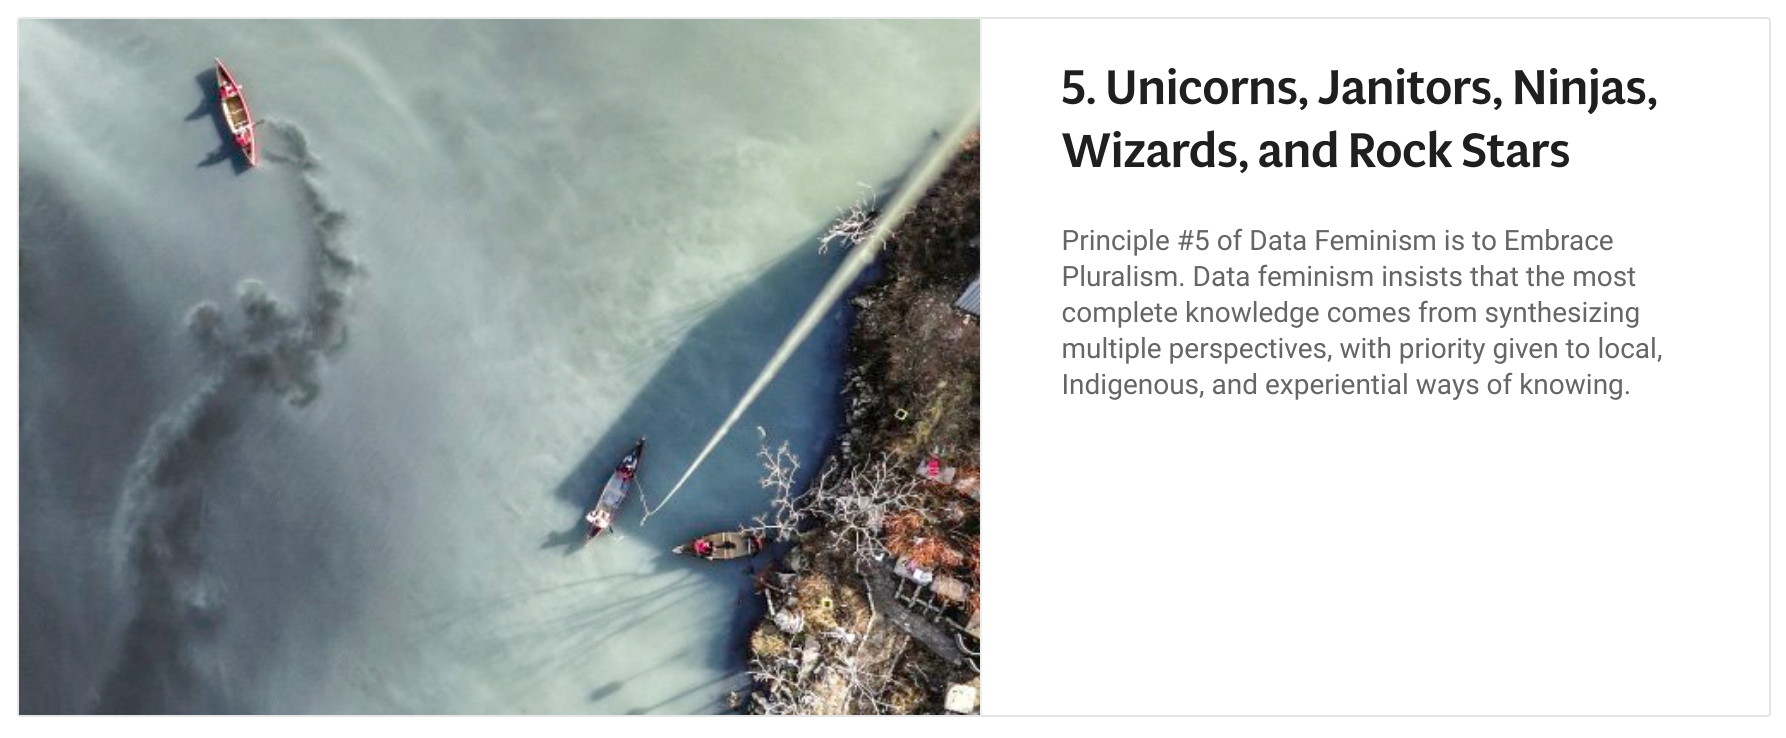 5. Unicorns, Janitors, Ninjas,
Wizards, and Rock Stars
Principle #5 of Data Feminism is to Embrace
Pluralism. Data feminism insists that the most
complete knowledge comes from synthesizing
multiple perspectives, with priority given to local,
Indigenous, and experiential ways of knowing.